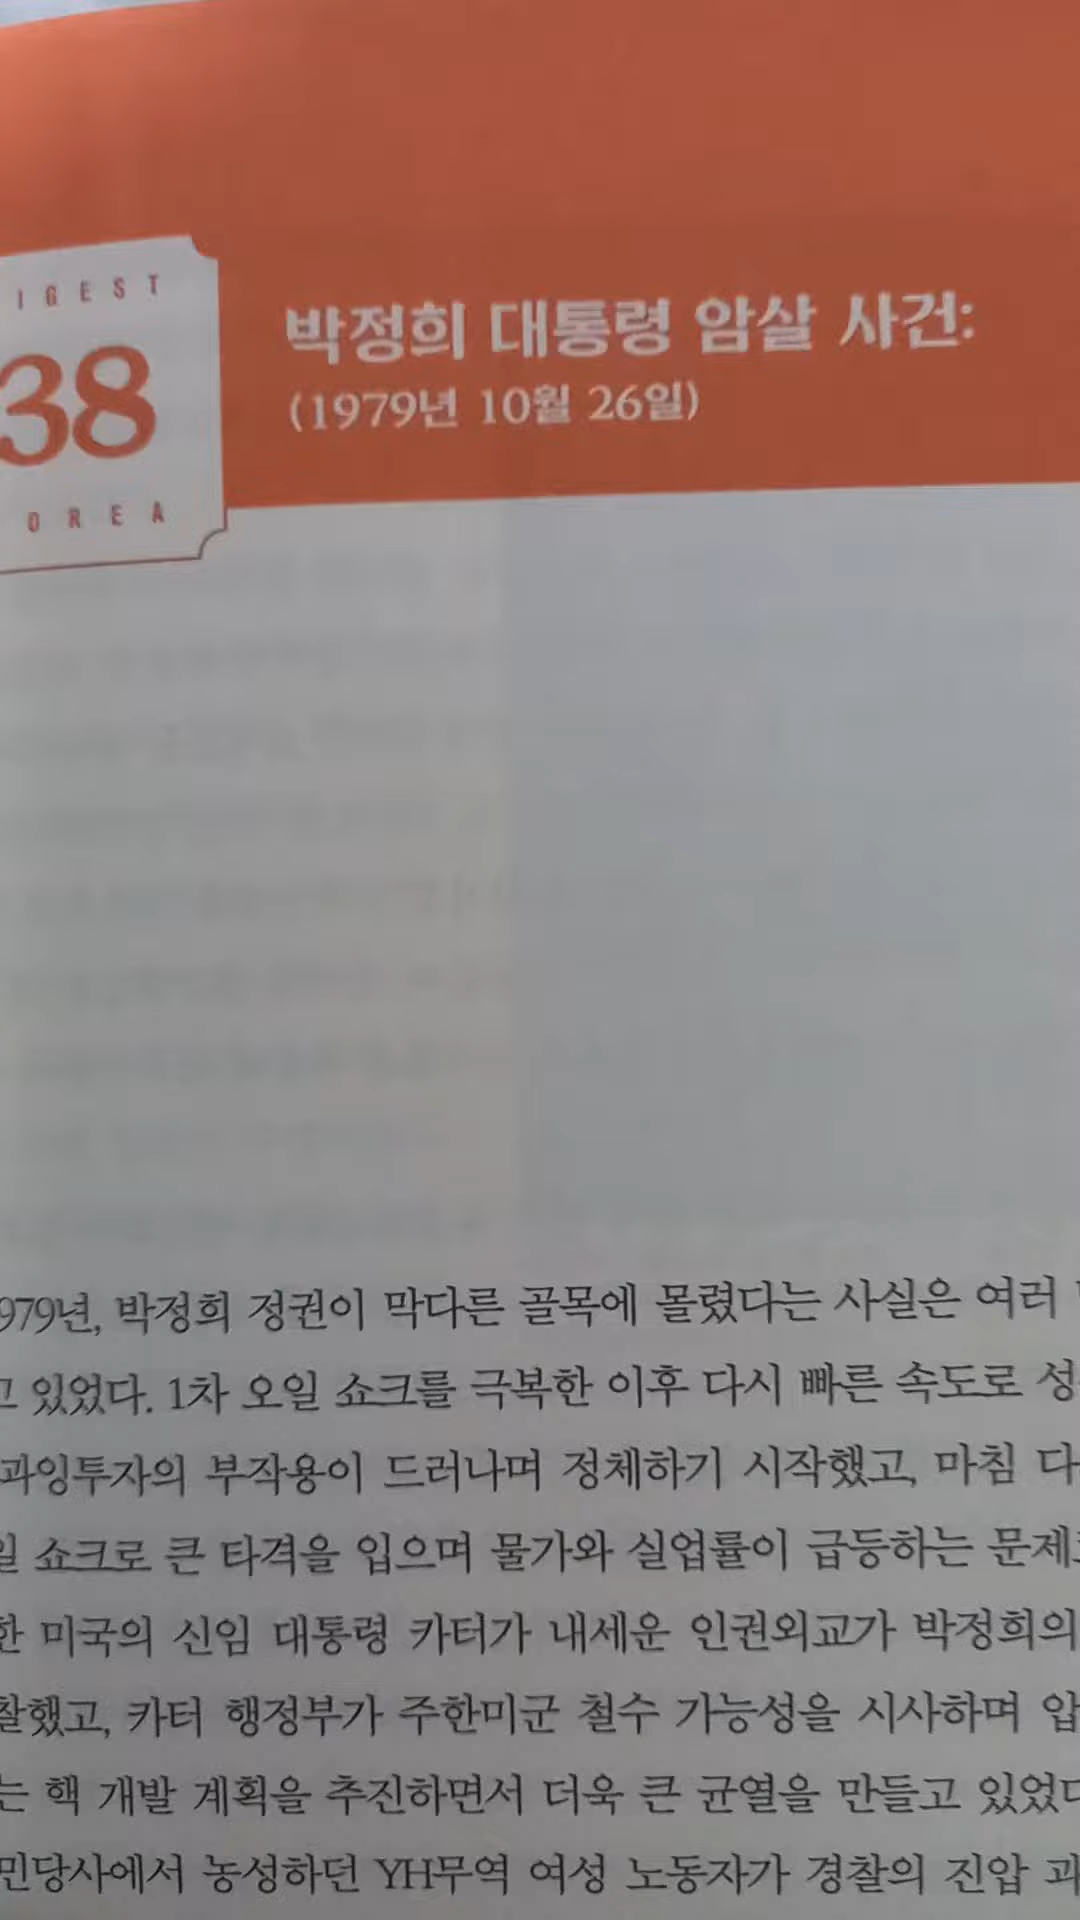 IGEST
38
OREA
박정희 대통령 암살 사건:
(1979년 10월 26일)
979년, 박정희 정권이 막다른 골목에 몰렸다는 사실은 여러
고 있었다. 1차 오일 쇼크를 극복한 이후 다시 빠른 속도로 성
과잉투자의 부작용이 드러나며 정체하기 시작했고, 마침 다
일 쇼크로 큰 타격을 입으며 물가와 실업률이 급등하는 문제
한 미국의 신임 대통령 카터가 내세운 인권외교가 박정희의
찰했고, 카터 행정부가 주한미군 철수 가능성을 시사하며 압
는 핵 개발 계획을 추진하면서 더욱 큰 균열을 만들고 있었다
민당사에서 농성하던 YH무역 여성 노동자가 경찰의 진압 과